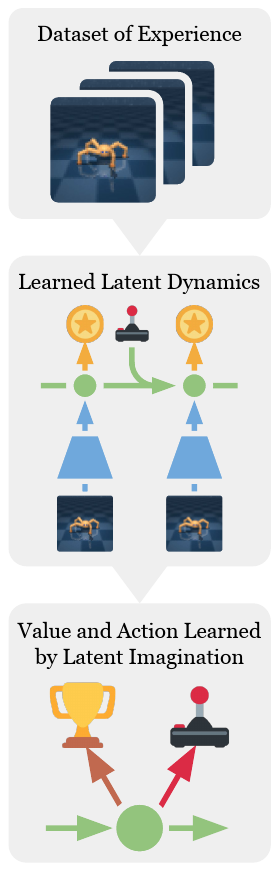 Dataset of Experience
Learned Latent Dynamics
Value and Action Learned
by Latent Imagination